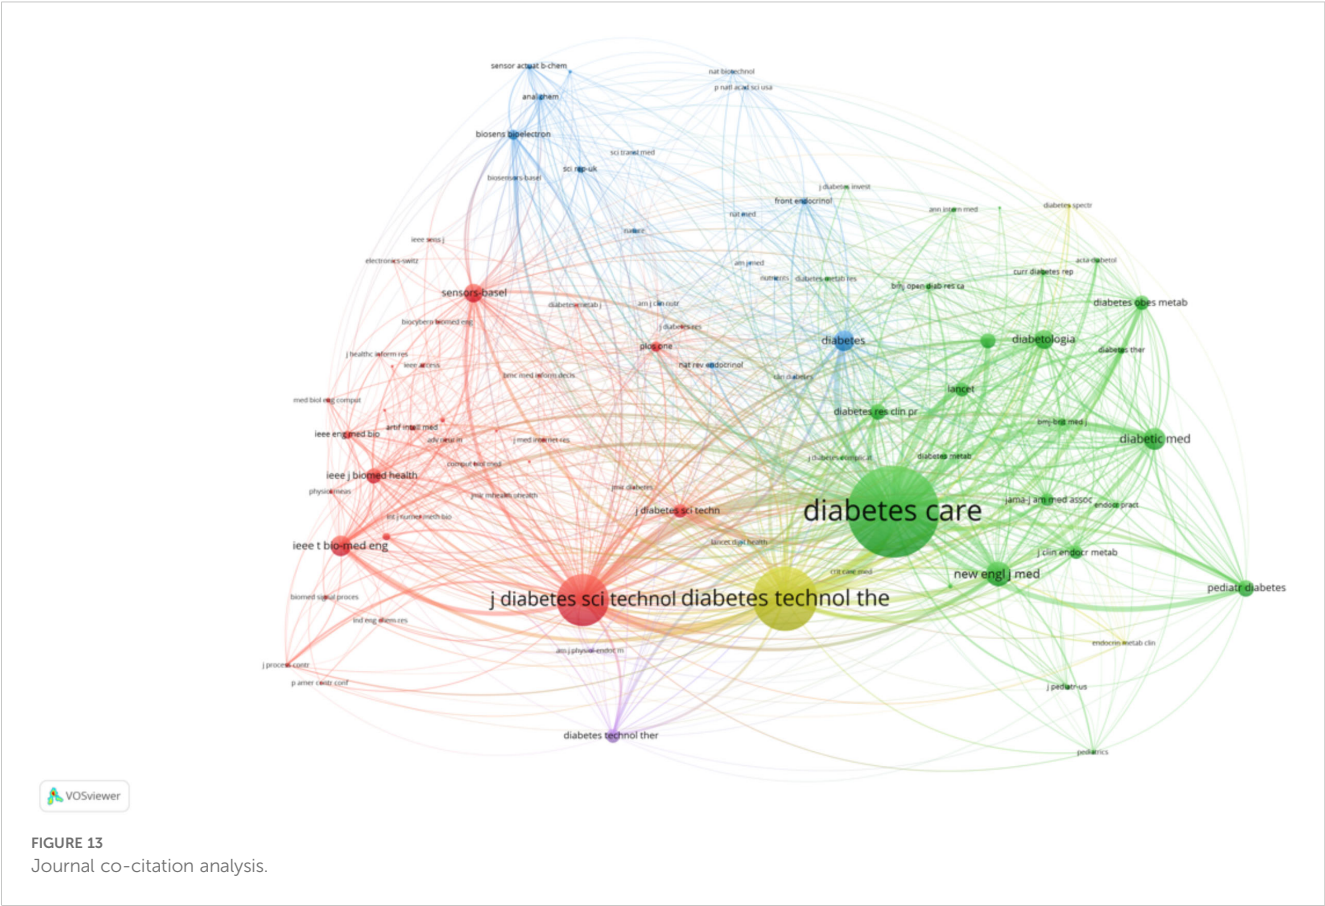 sensor actuat b-chem
nat biotechnol
p natl acad sci usa
anal chem
biosens bioelectron
sci transl med
sci rep-uk
biosensors-basel
j diabetes invest
front endocrinol
diabetes spectr
ann intern med
nat med
nature
ieee sens j
electronics-switz
am j med
acta diabetol
curr diabetes rep
nutrients
diabetes metab res
bmj open diab res ca
sensors-basel
diabetes metab j
am j clin nutr
diabetes obes metab
biocybern biomed eng
j diabetes res
diabetes
diabetologia
plos one
diabetes ther
j healthc inform res
ieee access
nat rev endocrinol
bmc med inform decis
can j diabetes
lancet
med biol eng comput
diabetes res clin pr
artif intell med
bmj-brit med j
ieee eng med bio
adv neur in
j med internet res
diabetic med
j diabetes complicat
diabetes metab
comput biol med
ieee j biomed health
physiol meas
jmir diabetes
jmir mhealth uhealth
jama-j am med assoc
endocr pract
j diabetes sci techn
diabetes care
int j numer meth bio
ieee t bio-med eng
lancet digit health
j clin endocr metab
crit care med
new engl j med
pediatr diabetes
biomed signal proces
j diabetes sci technol
diabetes technol the
ind eng chem res
endocrin metab clin
am j physiol-endoc m
j process contr
p amer contr conf
j pediatr-us
diabetes technol ther
pediatrics
VOSviewer
FIGURE 13
Journal co-citation analysis.